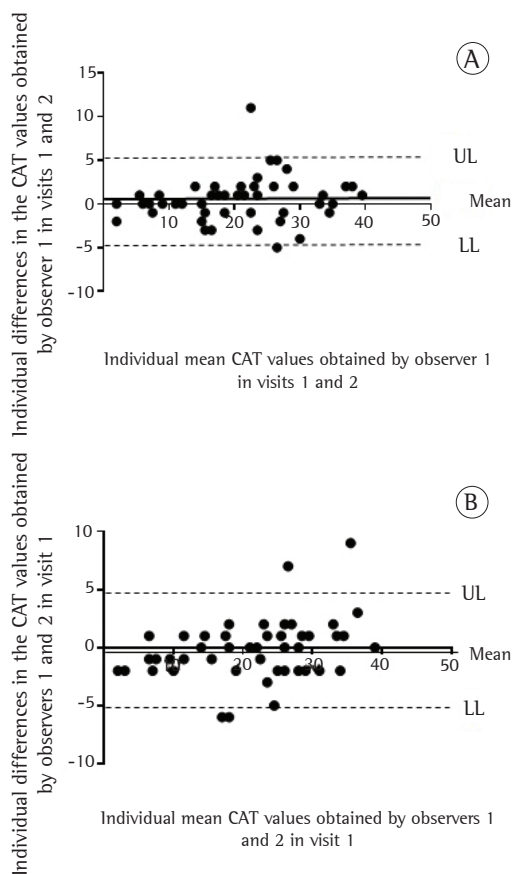 Individual differences in the CAT values obtained
by observer 1 in visits 1 and 2
A
15
10
5
0
-5
-10
10
20
30
40
50
UL
Mean
LL
Individual mean CAT values obtained by observer 1
in visits 1 and 2
Individual differences in the CAT values obtained
by observers 1 and 2 in visit 1
B
10
5
0
-5
-10
10
20
30
40
50
UL
Mean
LL
Individual mean CAT values obtained by observers 1
and 2 in visit 1